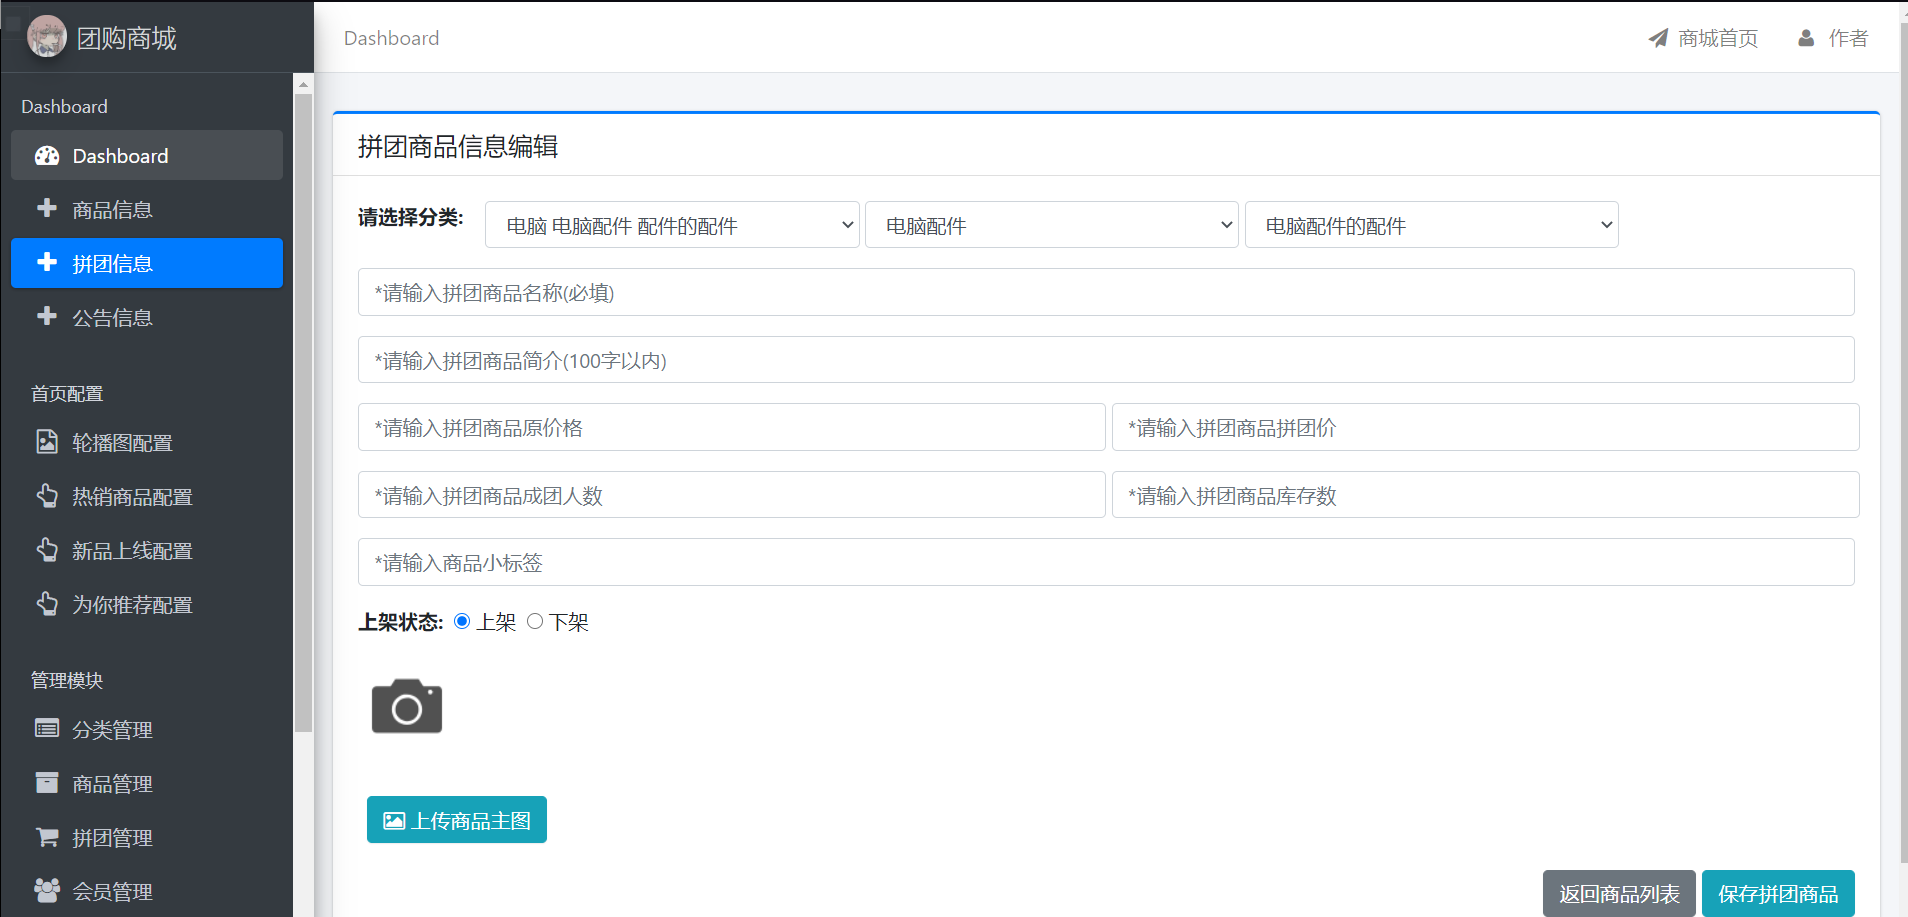 团购商城
Dashboard
商城首页
作者
Dashboard
Dashboard
商品信息
拼团信息
公告信息
首页配置
轮播图配置
热销商品配置
新品上线配置
为你推荐配置
管理模块
分类管理
商品管理
拼团管理
会员管理
拼团商品信息编辑
请选择分类: 电脑 电脑配件 配件的配件 电脑配件 电脑配件的配件
*请输入拼团商品名称(必填)
*请输入拼团商品简介(100字以内)
*请输入拼团商品原价格 *请输入拼团商品拼团价
*请输入拼团商品成团人数 *请输入拼团商品库存数
*请输入商品小标签
上架状态: 上架 下架
上传商品主图
返回商品列表 保存拼团商品